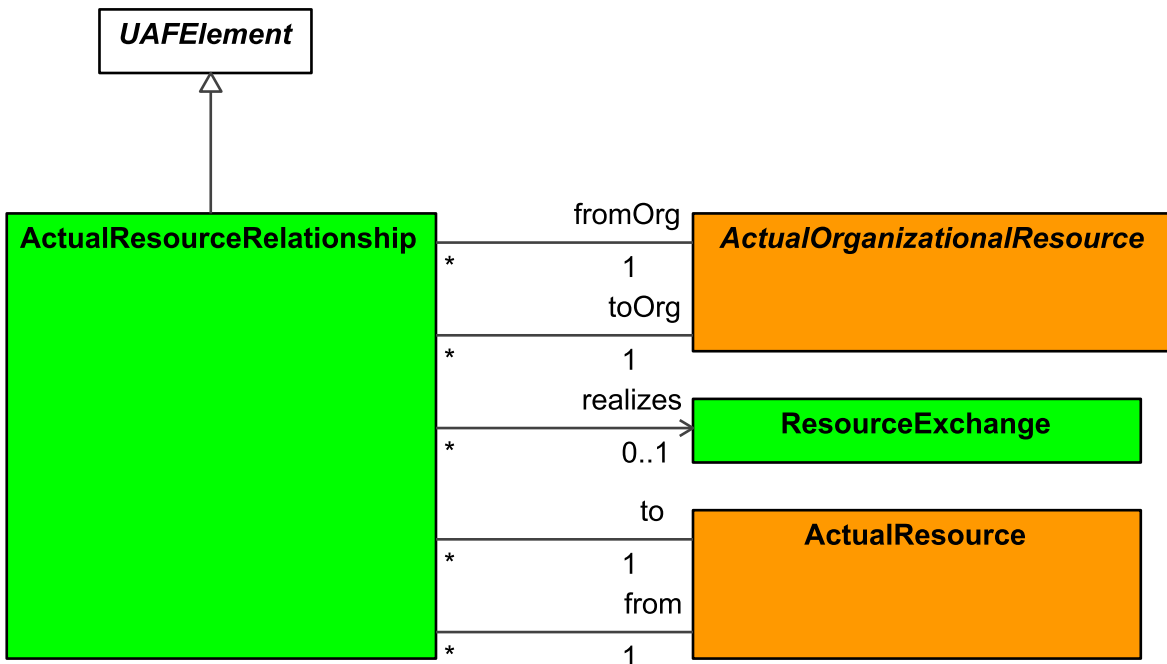 UAFElement
ActualResourceRelationship
fromOrg
ActualOrganizationalResource
* 1
toOrg
* 1
realizes
ResourceExchange
* 0..1
to
ActualResource
* 1
from
* 1